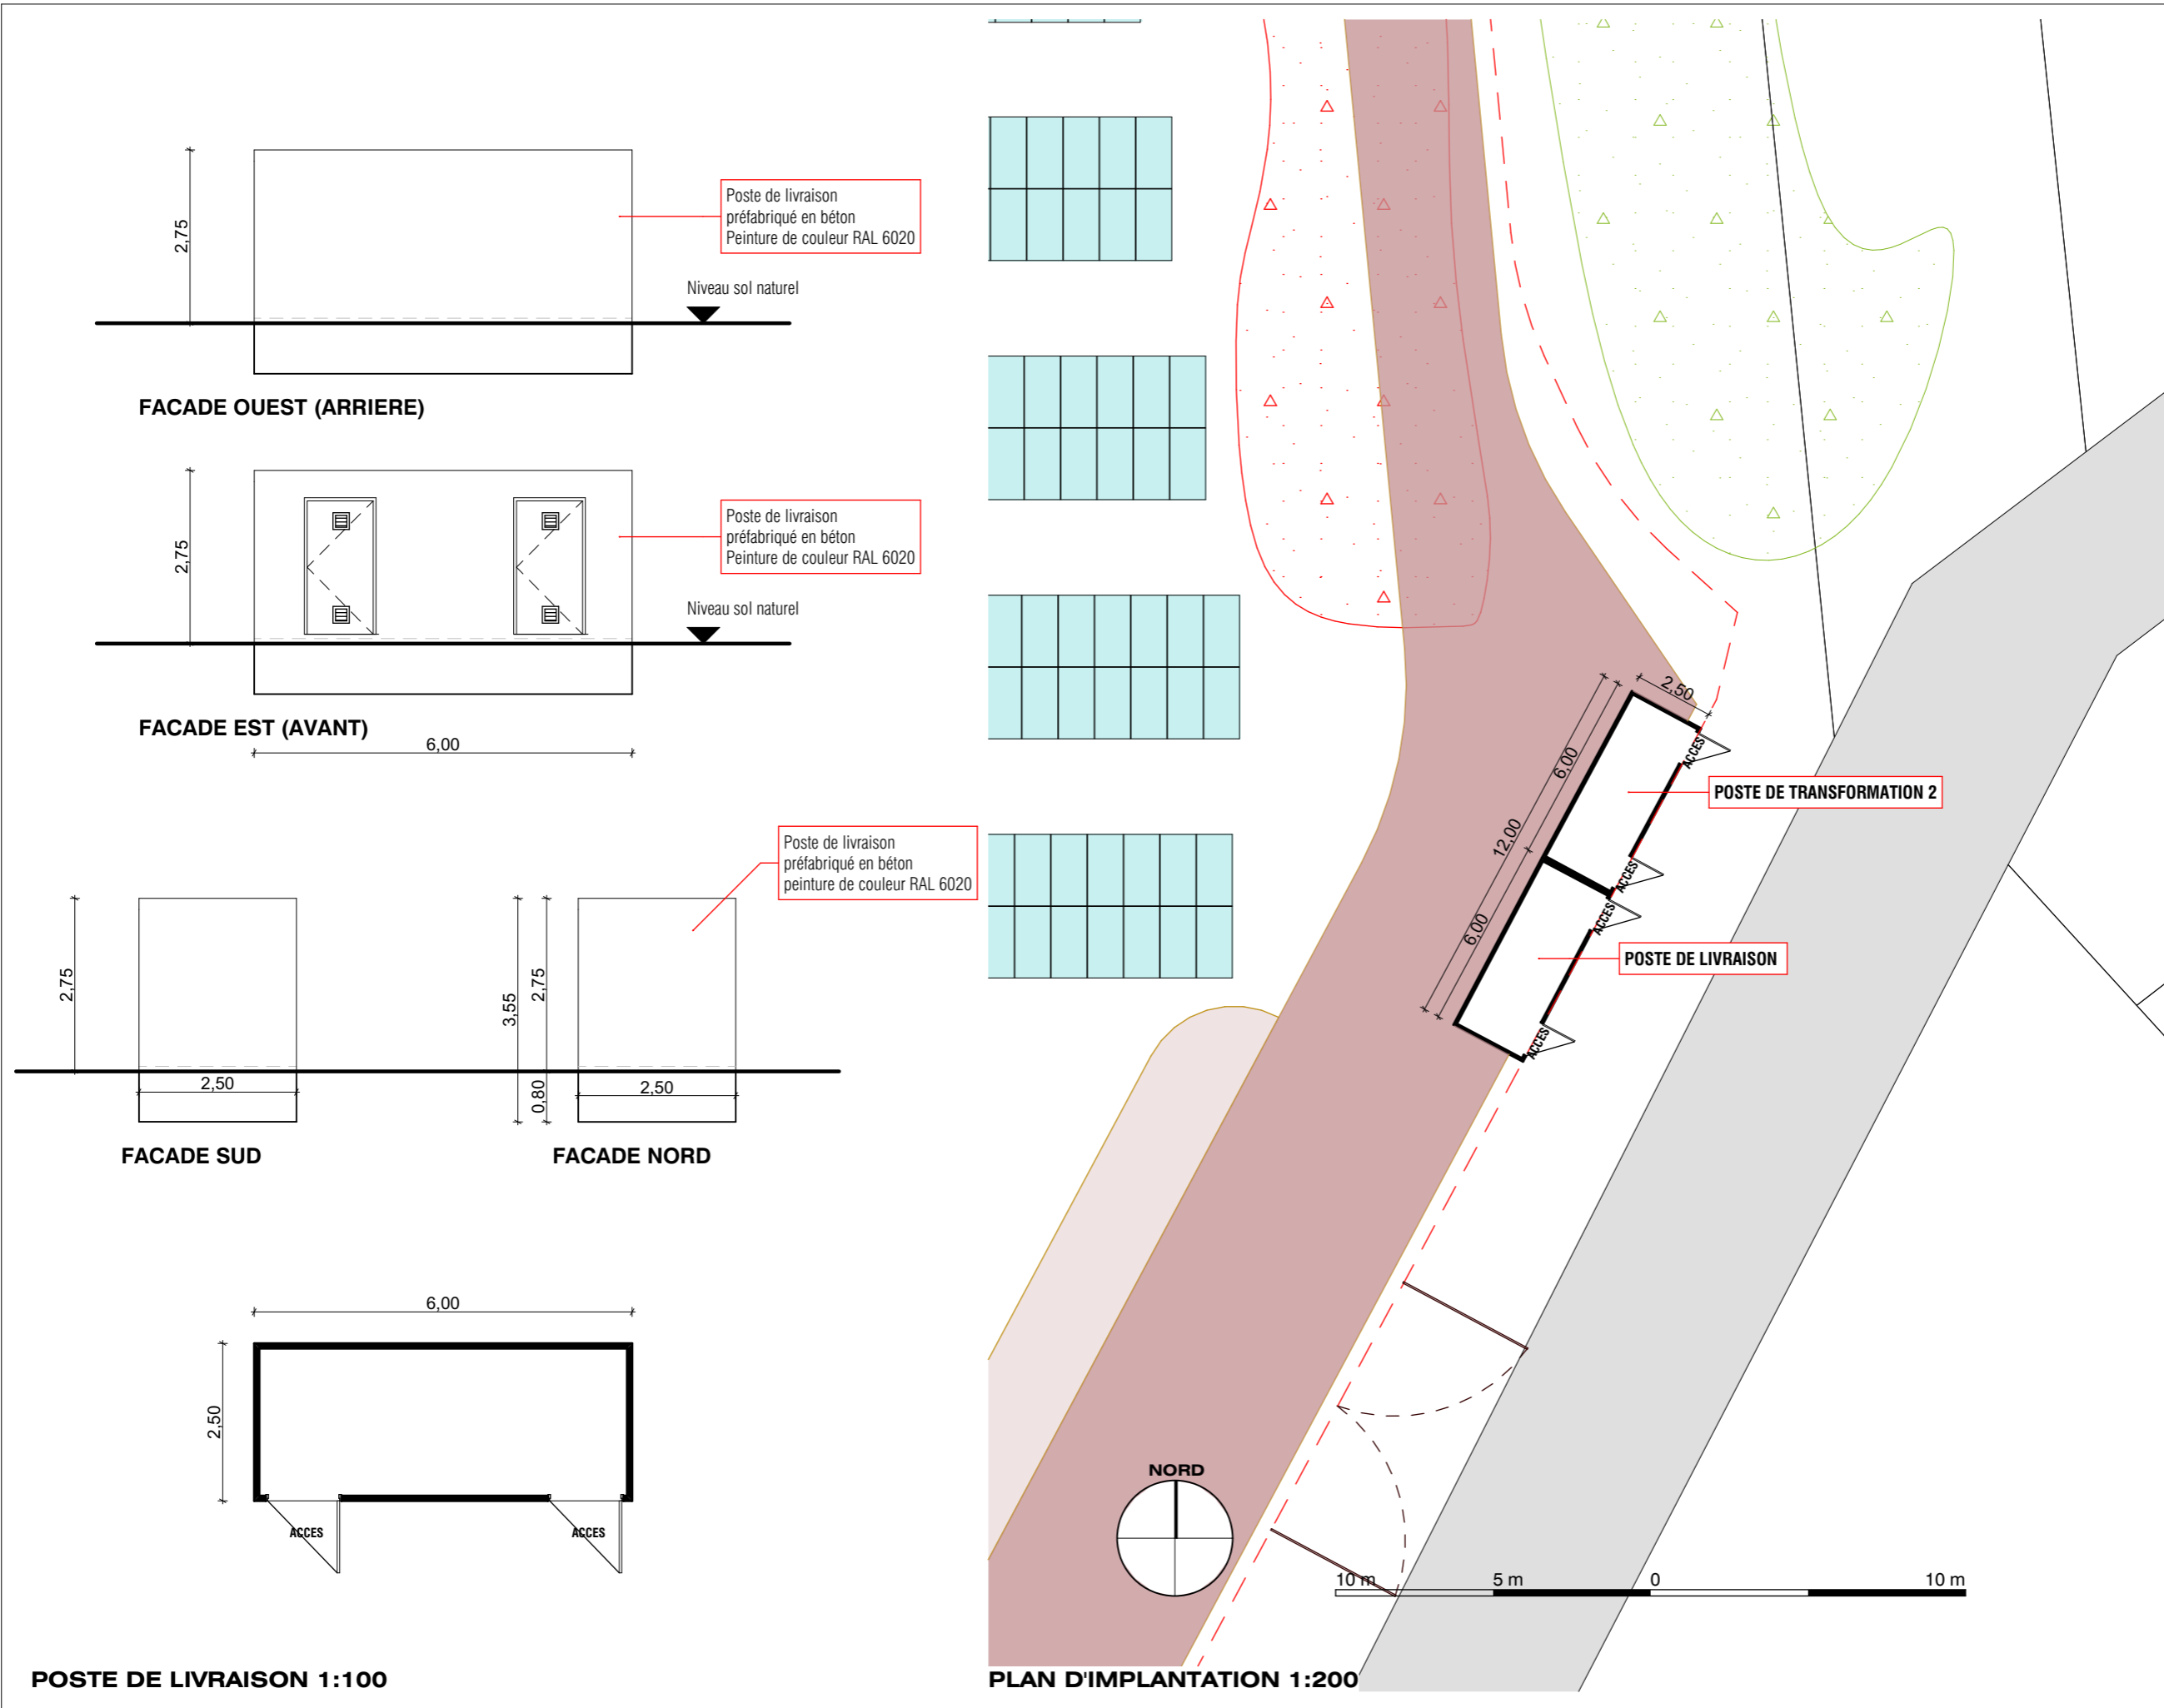 2,75
Poste de livraison
préfabriqué en béton
Peinture de couleur RAL 6020
Niveau sol naturel
FACADE OUEST (ARRIERE)
2,75
Poste de livraison
préfabriqué en béton
Peinture de couleur RAL 6020
Niveau sol naturel
FACADE EST (AVANT)
6,00
Poste de livraison
préfabriqué en béton
peinture de couleur RAL 6020
2,75
2,50
3,55
2,75
0,80
2,50
FACADE SUD
FACADE NORD
6,00
2,50
ACCES
ACCES
POSTE DE LIVRAISON 1:100
2,50
6,00
12,00
6,00
ACCES
POSTE DE TRANSFORMATION 2
ACCES
ACCES
POSTE DE LIVRAISON
ACCES
NORD
10 m
5 m
0
10 m
PLAN D'IMPLANTATION 1:200